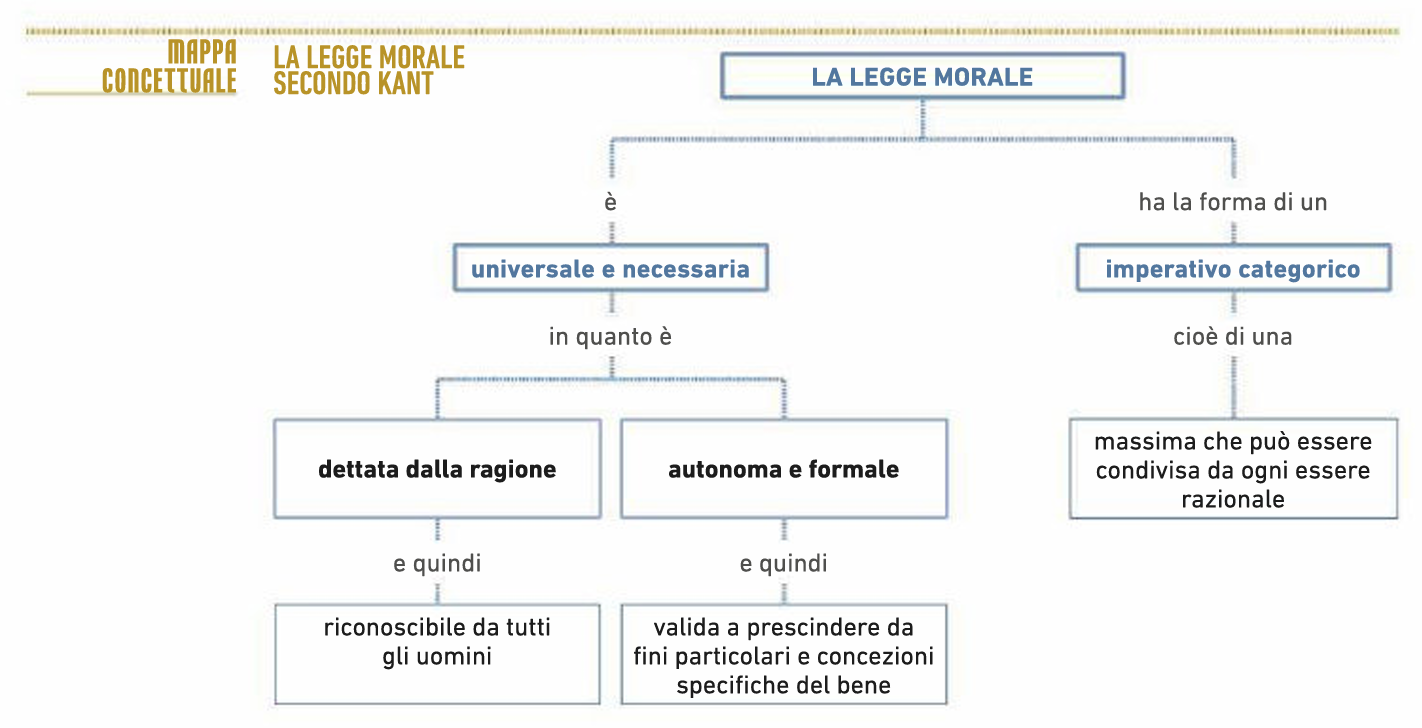 MAPPA
CONCETTUALE
LA LEGGE MORALE
SECONDO KANT
LA LEGGE MORALE
è
ha la forma di un
universale e necessaria
imperativo categorico
in quanto è
cioè di una
dettata dalla ragione
autonoma e formale
massima che può essere
condivisa da ogni essere
razionale
e quindi
e quindi
riconoscibile da tutti
gli uomini
valida a prescindere da
fini particolari e concezioni
specifiche del bene